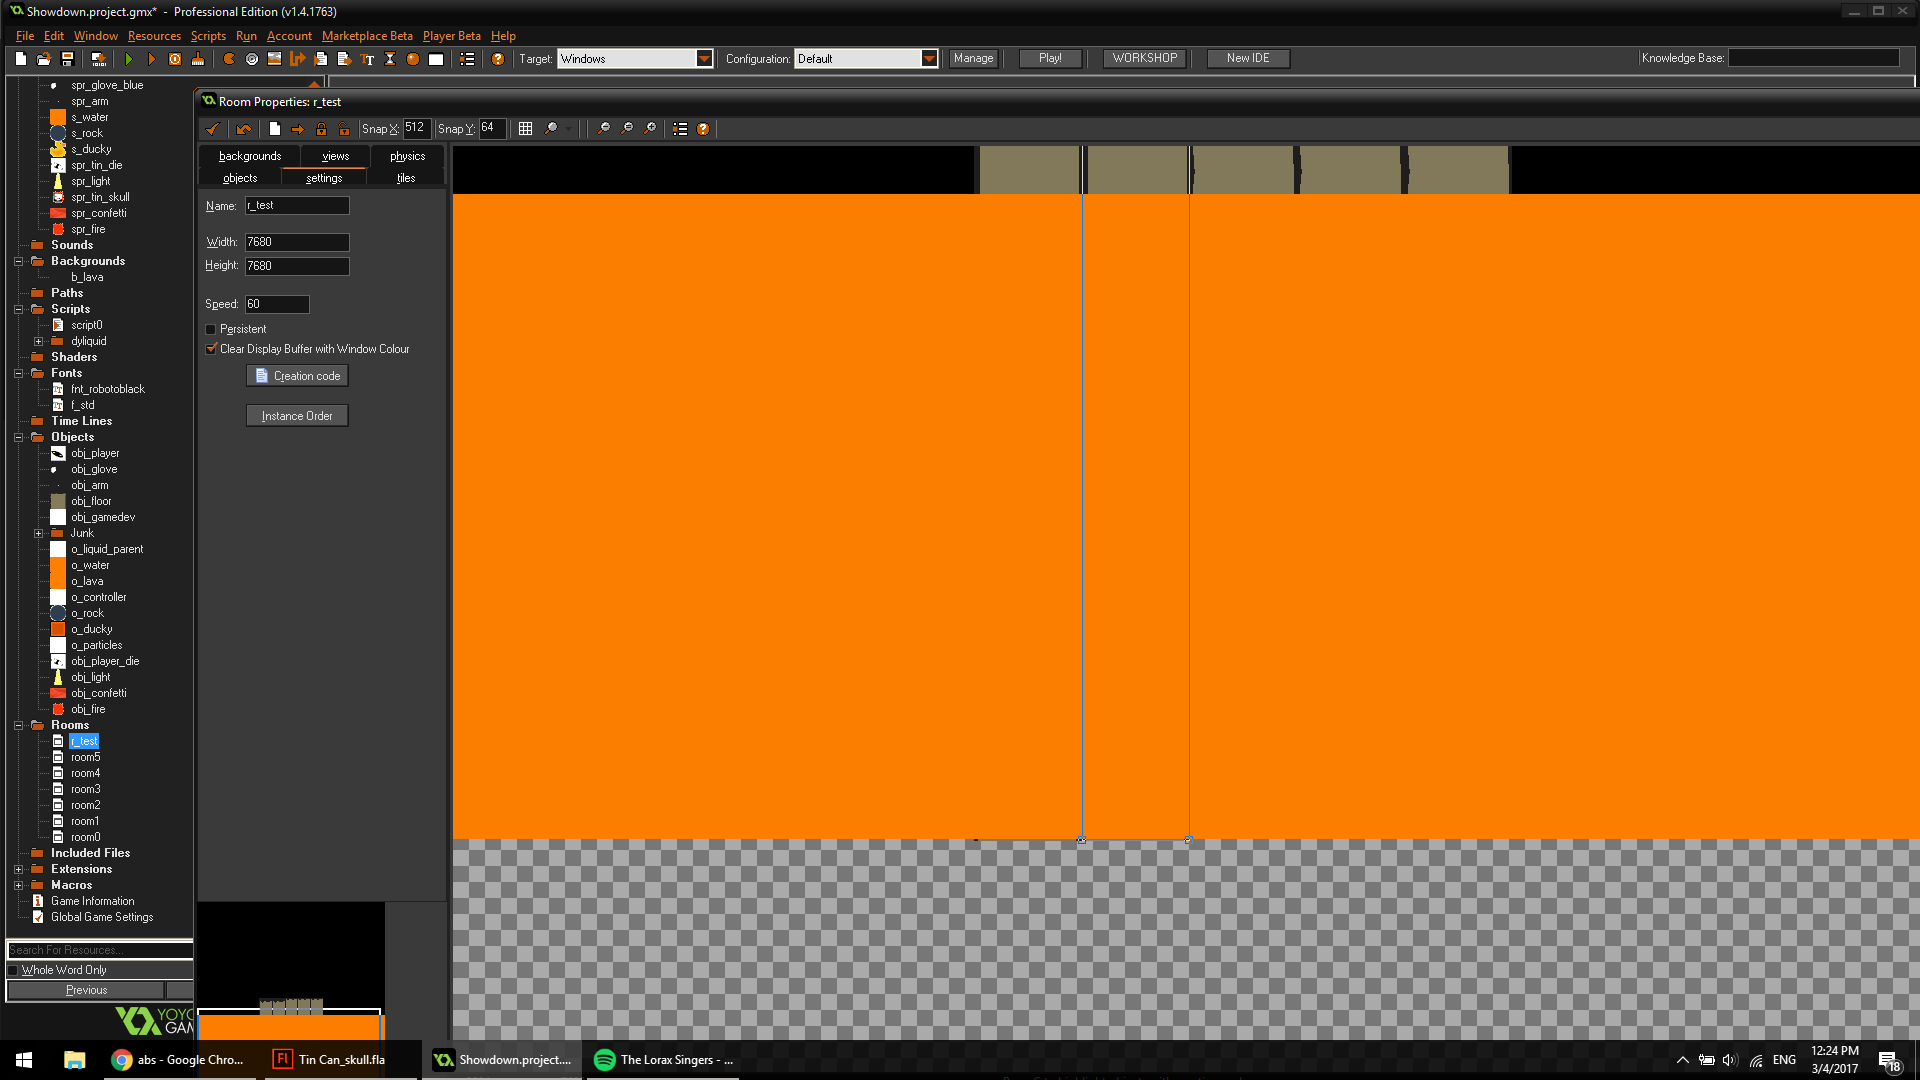 Showdown.project.gmx* - Professional Edition (v1.4.1763)
File Edit Window Resources Scripts Run Account Marketplace Beta Player Beta Help
Target: Windows Configuration: Default Manage Play! WORKSHOP New IDE Knowledge Base:
spr_glove_blue
spr_arm
s_water
s_rock
s_ducky
spr_tin_die
spr_light
spr_tin_skull
spr_confetti
spr_fire
Sounds
Backgrounds
b_lava
Paths
Scripts
script0
dyliquid
Shaders
Fonts
fnt_robotoblack
f_std
Time Lines
Objects
obj_player
obj_glove
obj_arm
obj_floor
obj_gamedev
Junk
o_liquid_parent
o_water
o_lava
o_controller
o_rock
o_ducky
o_particles
obj_player_die
obj_light
obj_confetti
obj_fire
Rooms
r_test
room5
room4
room3
room2
room1
room0
Included Files
Extensions
Macros
Game Information
Global Game Settings
Search For Resources...
Whole Word Only
Previous
Room Properties: r_test
Snap X: 512 Snap Y: 64
backgrounds views physics
objects settings tiles
Name: r_test
Width: 7680
Height: 7680
Speed: 60
Persistent
Clear Display Buffer with Window Colour
Creation code
Instance Order
abs - Google Chro...
Tin Can_skull.fla
Showdown.project....
The Lorax Singers - ...
ENG
12:24 PM
3/4/2017
18